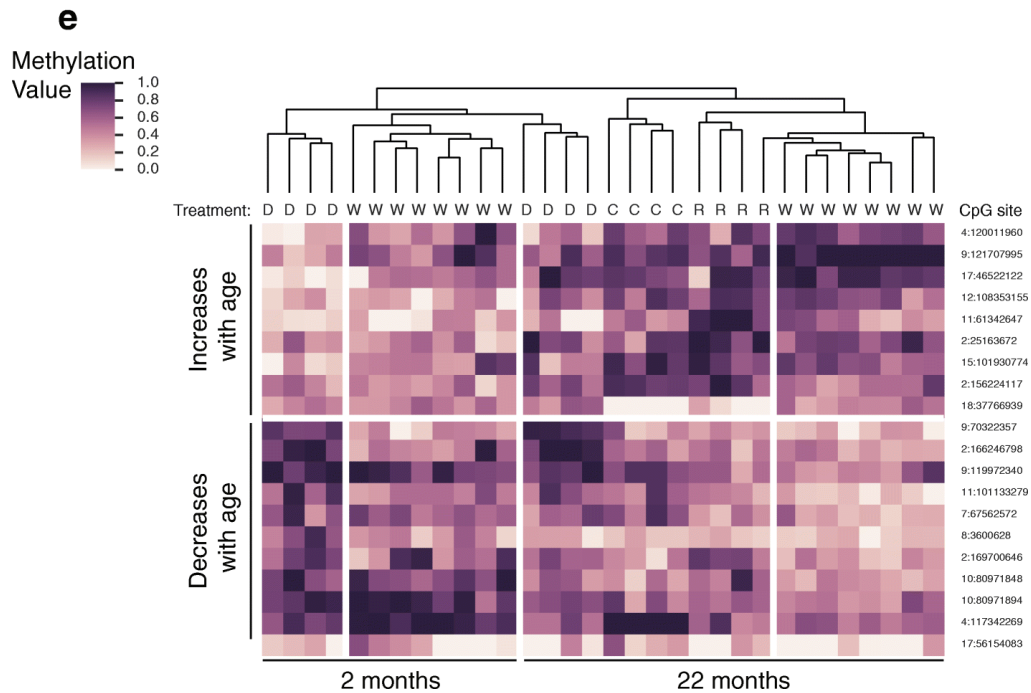 e
Methylation
Value
1.0
0.8
0.6
0.4
0.2
0.0
Treatment: D D D D W W W W W W W W D D D D C C C C R R R R W W W W W W W W CpG site
Increases
with age
4:120011960
9:121707995
17:46522122
12:108353155
11:61342647
2:25163672
15:101930774
2:156224117
18:37766939
Decreases
with age
9:70322357
2:166246798
9:119972340
11:101133279
7:67562572
8:3600628
2:169700646
10:80971848
10:80971894
4:117342269
17:56154083
2 months
22 months